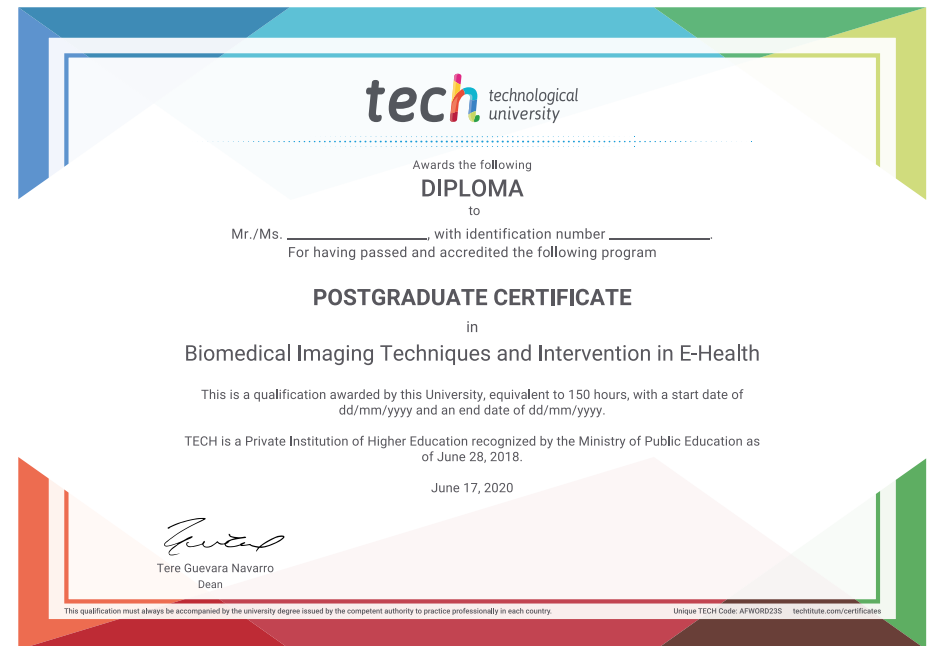 tech technological
university
Awards the following
DIPLOMA
to
Mr./Ms. ____________________, with identification number ______________.
For having passed and accredited the following program
POSTGRADUATE CERTIFICATE
in
Biomedical Imaging Techniques and Intervention in E-Health
This is a qualification awarded by this University, equivalent to 150 hours, with a start date of
dd/mm/yyyy and an end date of dd/mm/yyyy.
TECH is a Private Institution of Higher Education recognized by the Ministry of Public Education as
of June 28, 2018.
June 17, 2020
Tere Guevara Navarro
Dean
This qualification must always be accompanied by the university degree issued by the competent authority to practice professionally in each country.
Unique TECH Code: AFWORD23S techtitute.com/certificates